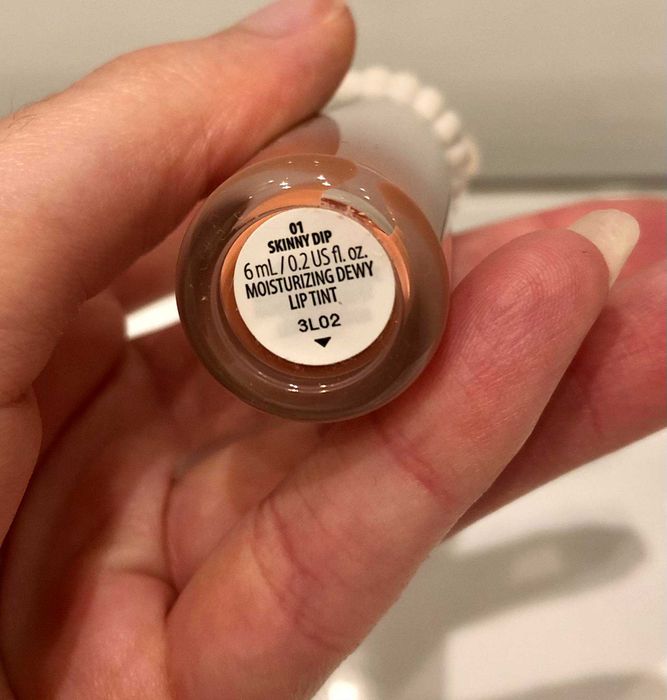 01
SKINNY DIP
6 mL / 0.2 US fl. oz.
MOISTURIZING DEWY
LIP TINT
3L02